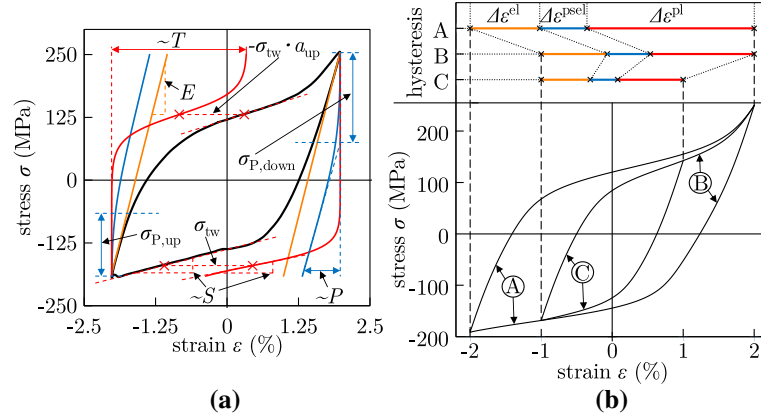 ~T
-σtw · aup
E
σP,down
σP,up
σtw
~S
~P
250
125
0
-125
-250
stress σ (MPa)
-2.5
-1.25
0
1.25
2.5
strain ε (%)
(a)
hysteresis
Δεel
Δεpsel
Δεpl
A
B
C
200
100
0
-100
-200
stress σ (MPa)
B
A
C
-2
-1
0
1
2
strain ε (%)
(b)